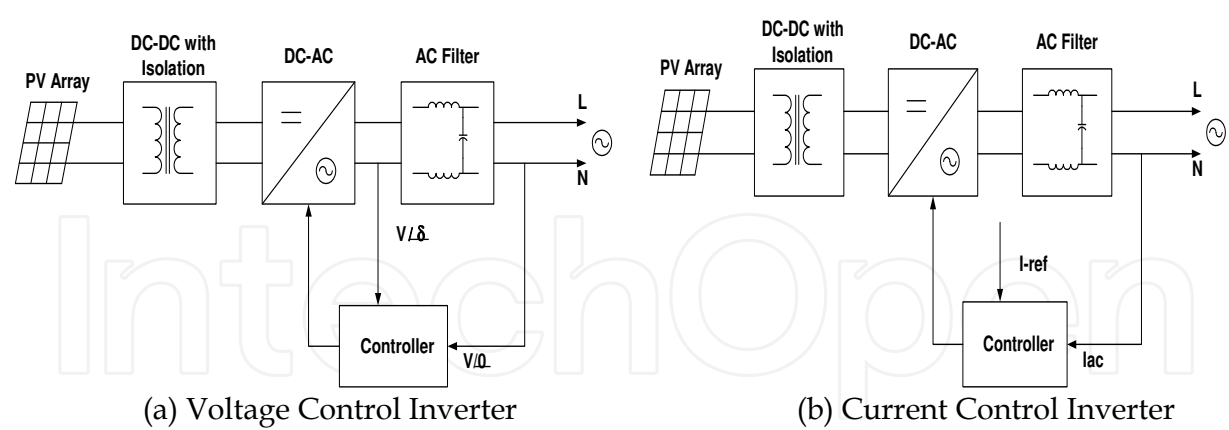 DC-DC with
Isolation
DC-AC
AC Filter
PV Array
L
N
V∠δ
Controller
V∠0
(a) Voltage Control Inverter
DC-DC with
Isolation
DC-AC
AC Filter
PV Array
L
N
I-ref
Controller
Iac
(b) Current Control Inverter
IntechOpen